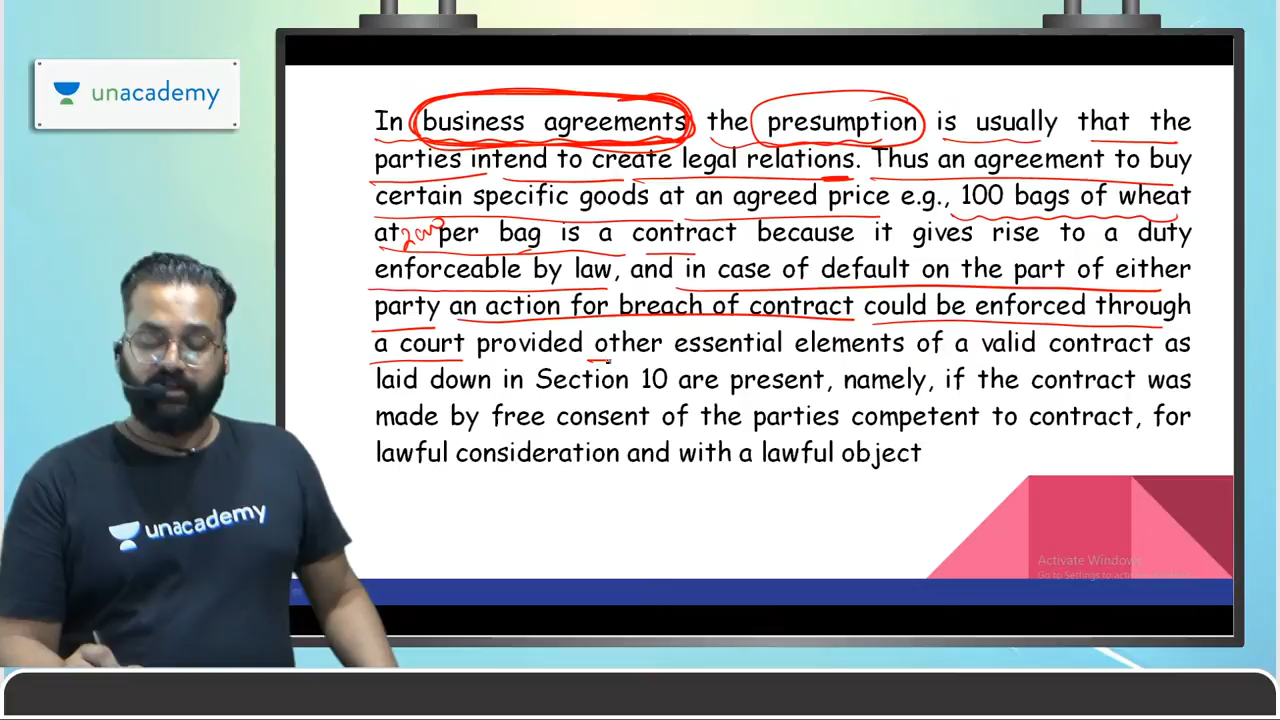 unacademy
In business agreements the presumption is usually that the
parties intend to create legal relations. Thus an agreement to buy
certain specific goods at an agreed price e.g., 100 bags of wheat
at per bag is a contract because it gives rise to a duty
enforceable by law, and in case of default on the part of either
party an action for breach of contract could be enforced through
a court provided other essential elements of a valid contract as
laid down in Section 10 are present, namely, if the contract was
made by free consent of the parties competent to contract, for
lawful consideration and with a lawful object
unacademy
Activate Windows